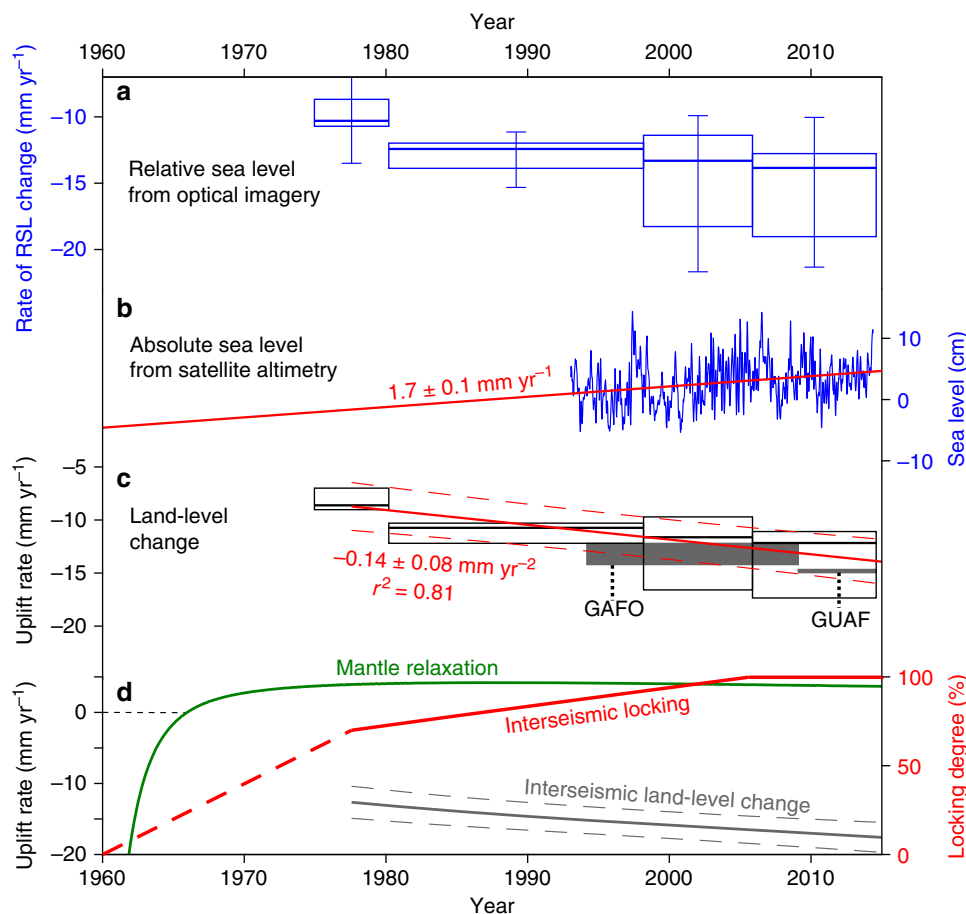 Year
1960 1970 1980 1990 2000 2010
a
Rate of RSL change (mm yr⁻¹)
−10
−15
−20
Relative sea level
from optical imagery
b
Absolute sea level
from satellite altimetry
1.7 ± 0.1 mm yr⁻¹
10
0
−10
Sea level (cm)
c
Uplift rate (mm yr⁻¹)
−5
−10
−15
−20
Land-level
change
−0.14 ± 0.08 mm yr⁻²
r² = 0.81
GAFO
GUAF
d
Uplift rate (mm yr⁻¹)
0
−10
−20
Mantle relaxation
Interseismic locking
Interseismic land-level change
100
50
0
Locking degree (%)
1960 1970 1980 1990 2000 2010
Year